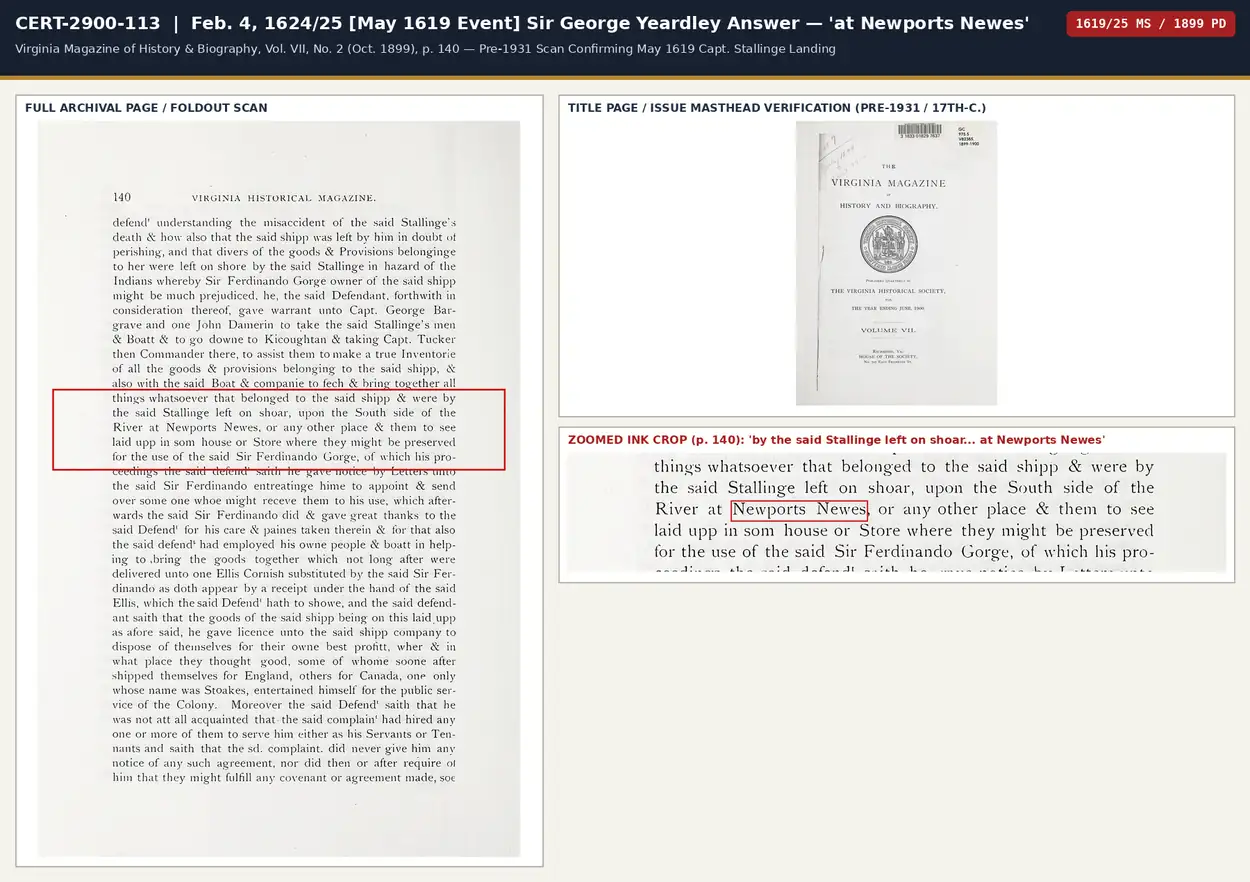 CERT-2900-113 | Feb. 4, 1624/25 [May 1619 Event] Sir George Yeardley Answer — 'at Newports Newes'
1619/25 MS / 1899 PD
Virginia Magazine of History & Biography, Vol. VII, No. 2 (Oct. 1899), p. 140 — Pre-1931 Scan Confirming May 1619 Capt. Stallinge Landing
FULL ARCHIVAL PAGE / FOLDOUT SCAN
140 VIRGINIA HISTORICAL MAGAZINE.
defend' understanding the misaccident of the said Stallinge's
death & how also that the said shipp was left by him in doubt of
perishing, and that divers of the goods & Provisions belonginge
to her were left on shore by the said Stallinge in hazard of the
Indians whereby Sir Ferdinando Gorge owner of the said shipp
might be much prejudiced, he, the said Defendant, forthwith in
consideration thereof, gave warrant unto Capt. George Bar-
grave and one John Damerin to take the said Stallinge's men
& Boatt & to go downe to Kicoughtan & taking Capt. Tucker
then Commander there, to assist them to make a true Inventorie
of all the goods & provisions belonging to the said shipp, &
also with the said Boat & companie to fech & bring together all
things whatsoever that belonged to the said shipp & were by
the said Stallinge left on shoar, upon the South side of the
River at Newports Newes, or any other place & them to see
laid upp in som house or Store where they might be preserved
for the use of the said Sir Ferdinando Gorge, of which his pro-
ceedings the said defend' saith he gave notice by Letters unto
the said Sir Ferdinando entreatinge hime to appoint & send
over some one whoe might receve them to his use, which after-
wards the said Sir Ferdinando did & gave great thanks to the
said Defend' for his care & paines taken therein & for that also
the said defend' had employed his owne people & boatt in help-
ing to bring the goods together which not long after were
delivered unto one Ellis Cornish substituted by the said Sir Fer-
dinando as doth appear by a receipt under the hand of the said
Ellis, which the said Defend' hath to showe, and the said defend-
ant saith that the goods of the said shipp being on this laid upp
as afore said, he gave licence unto the said shipp company to
dispose of themselves for their owne best profitt, wher & in
what place they thought good, some of whome soone after
shipped themselves for England, others for Canada, one only
whose name was Stoakes, entertained himself for the public ser-
vice of the Colony. Moreover the said Defend' saith that he
was not att all acquainted that the said complain' had hired any
one or more of them to serve him either as his Servants or Ten-
nants and saith that the sd. complaint. did never give him any
notice of any such agreement, nor did then or after require of
him that they might fulfill any covenant or agreement made, soe
TITLE PAGE / ISSUE MASTHEAD VERIFICATION (PRE-1931 / 17TH-C.)
THE
VIRGINIA MAGAZINE
OF
HISTORY AND BIOGRAPHY.
THE VIRGINIA HISTORICAL SOCIETY,
FOR
THE YEAR ENDING JUNE, 1900.
VOLUME VII.
RICHMOND, VA.:
HOUSE OF THE SOCIETY,
ZOOMED INK CROP (p. 140): 'by the said Stallinge left on shoar... at Newports Newes'
things whatsoever that belonged to the said shipp & were by
the said Stallinge left on shoar, upon the South side of the
River at Newports Newes, or any other place & them to see
laid upp in som house or Store where they might be preserved
for the use of the said Sir Ferdinando Gorge, of which his pro-